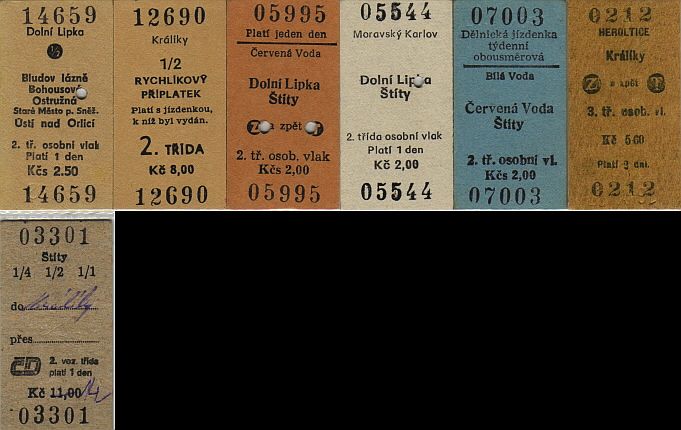 14659
Dolní Lipka
½
Bludov lázně
Bohousová
Ostružná
Staré Město p. Sněž.
Ústí nad Orlicí
2. tř. osobní vlak
Platí 1 den
Kčs 2.50
14659
12690
Králíky
1/2
RYCHLÍKOVÝ
PŘÍPLATEK
Platí s jízdenkou,
k níž byl vydán.
2. TŘÍDA
Kč 8,00
12690
05995
Platí jeden den
Červená Voda
Dolní Lipka
Štíty
Z a zpět T
2. tř. osob. vlak
Kčs 2,00
05995
05544
Moravský Karlov
Dolní Lipka
Štíty
2. třída osobní vlak
Platí 1 den
Kč 2,00
05544
07003
Dělnická jízdenka
týdenní
obousměrová
Bílá Voda
Červená Voda
Štíty
2. tř. osobní vl.
Kčs 2,00
07003
0212
HEROLTICE
Králíky
Z a zpět T
3. tř. osob. vl.
Kč 5·60
Platí 3 dni.
0212
03301
Štíty
1/4 1/2 1/1
do Králíky
přes
ČD 2. voz. třída
platí 1 den
Kč 11,00
03301